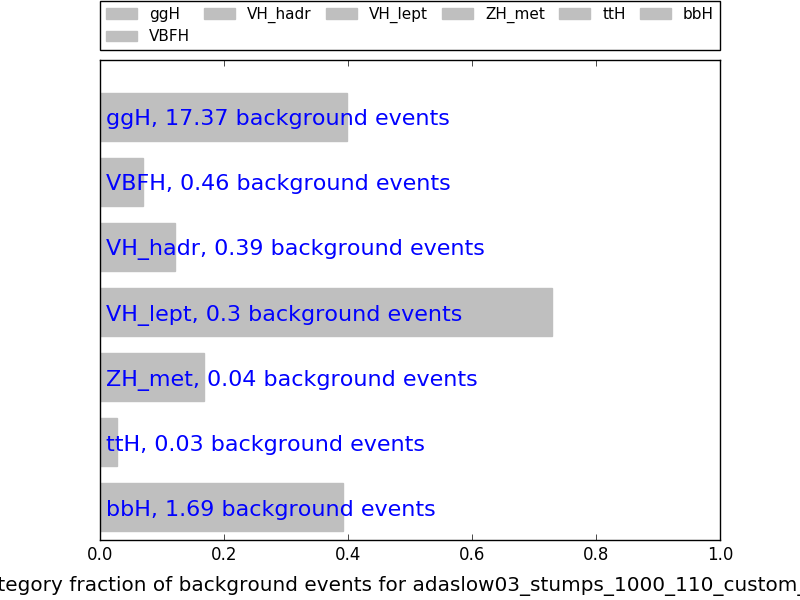 ggH VH_hadr VH_lept ZH_met ttH bbH
VBFH
ggH, 17.37 background events
VBFH, 0.46 background events
VH_hadr, 0.39 background events
VH_lept, 0.3 background events
ZH_met, 0.04 background events
ttH, 0.03 background events
bbH, 1.69 background events
0.0 0.2 0.4 0.6 0.8 1.0
tegory fraction of background events for adaslow03_stumps_1000_110_custom_